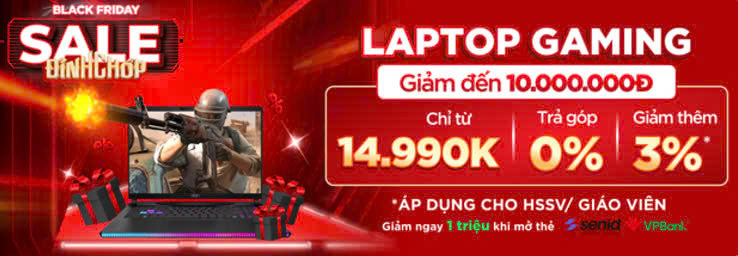 BLACK FRIDAY
SALE
ĐỈNH CHÓP
LAPTOP GAMING
Giảm đến 10.000.000Đ
Chỉ từ
14.990K
Trả góp
0%
Giảm thêm
3%*
*ÁP DỤNG CHO HSSV/ GIÁO VIÊN
Giảm ngay 1 triệu khi mở thẻ senid VPBank